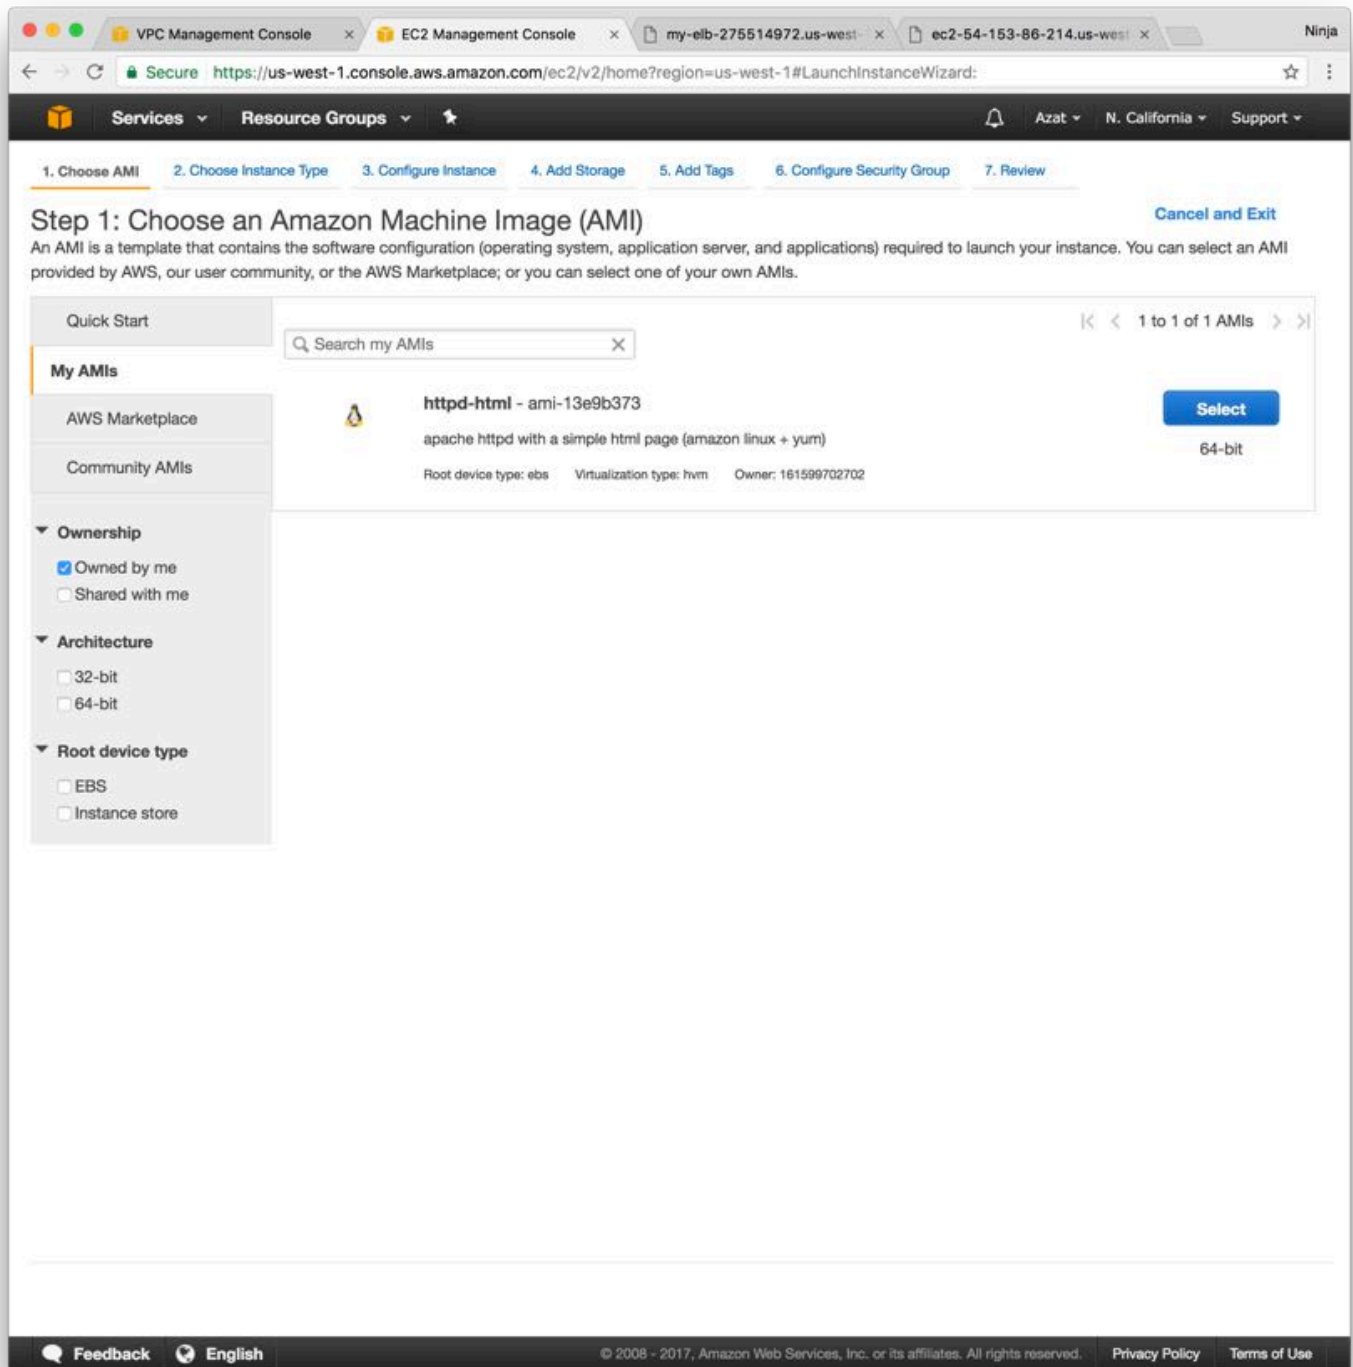 VPC Management Console
EC2 Management Console
my-elb-275514972.us-west-
ec2-54-153-86-214.us-west
Ninja
Secure https://us-west-1.console.aws.amazon.com/ec2/v2/home?region=us-west-1#LaunchInstanceWizard:
Services Resource Groups Azat N. California Support
1. Choose AMI 2. Choose Instance Type 3. Configure Instance 4. Add Storage 5. Add Tags 6. Configure Security Group 7. Review
Step 1: Choose an Amazon Machine Image (AMI)
Cancel and Exit
An AMI is a template that contains the software configuration (operating system, application server, and applications) required to launch your instance. You can select an AMI
provided by AWS, our user community, or the AWS Marketplace; or you can select one of your own AMIs.
Quick Start
My AMIs
AWS Marketplace
Community AMIs
Ownership
Owned by me
Shared with me
Architecture
32-bit
64-bit
Root device type
EBS
Instance store
1 to 1 of 1 AMIs
Search my AMIs
httpd-html - ami-13e9b373
apache httpd with a simple html page (amazon linux + yum)
Root device type: ebs Virtualization type: hvm Owner: 161599702702
Select
64-bit
Feedback English © 2008 - 2017, Amazon Web Services, Inc. or its affiliates. All rights reserved. Privacy Policy Terms of Use